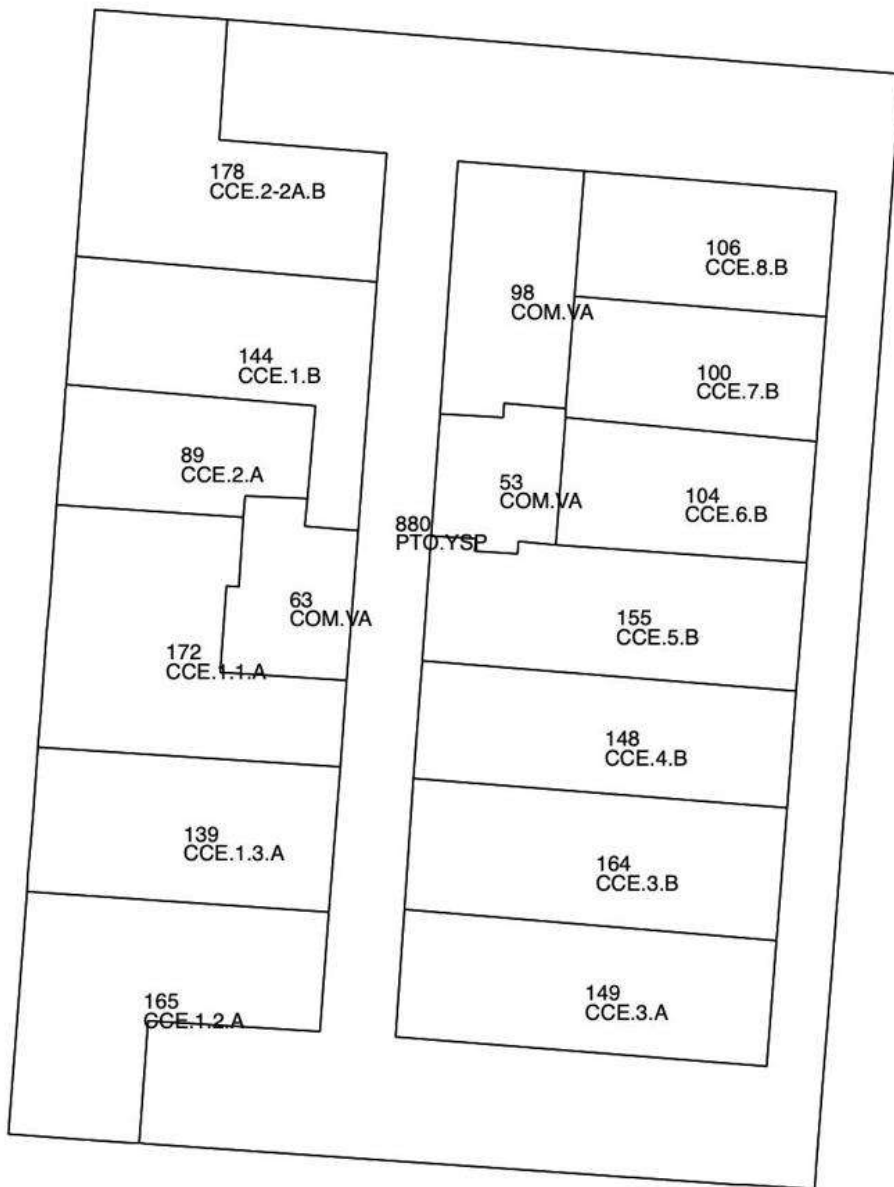 178
CCE.2-2A.B
106
CCE.8.B
98
COM.VA
144
CCE.1.B
100
CCE.7.B
89
CCE.2.A
53
COM.VA
104
CCE.6.B
880
PTO.YSP
63
COM.VA
155
CCE.5.B
172
CCE.1.1.A
148
CCE.4.B
139
CCE.1.3.A
164
CCE.3.B
165
CCE.1.2.A
149
CCE.3.A